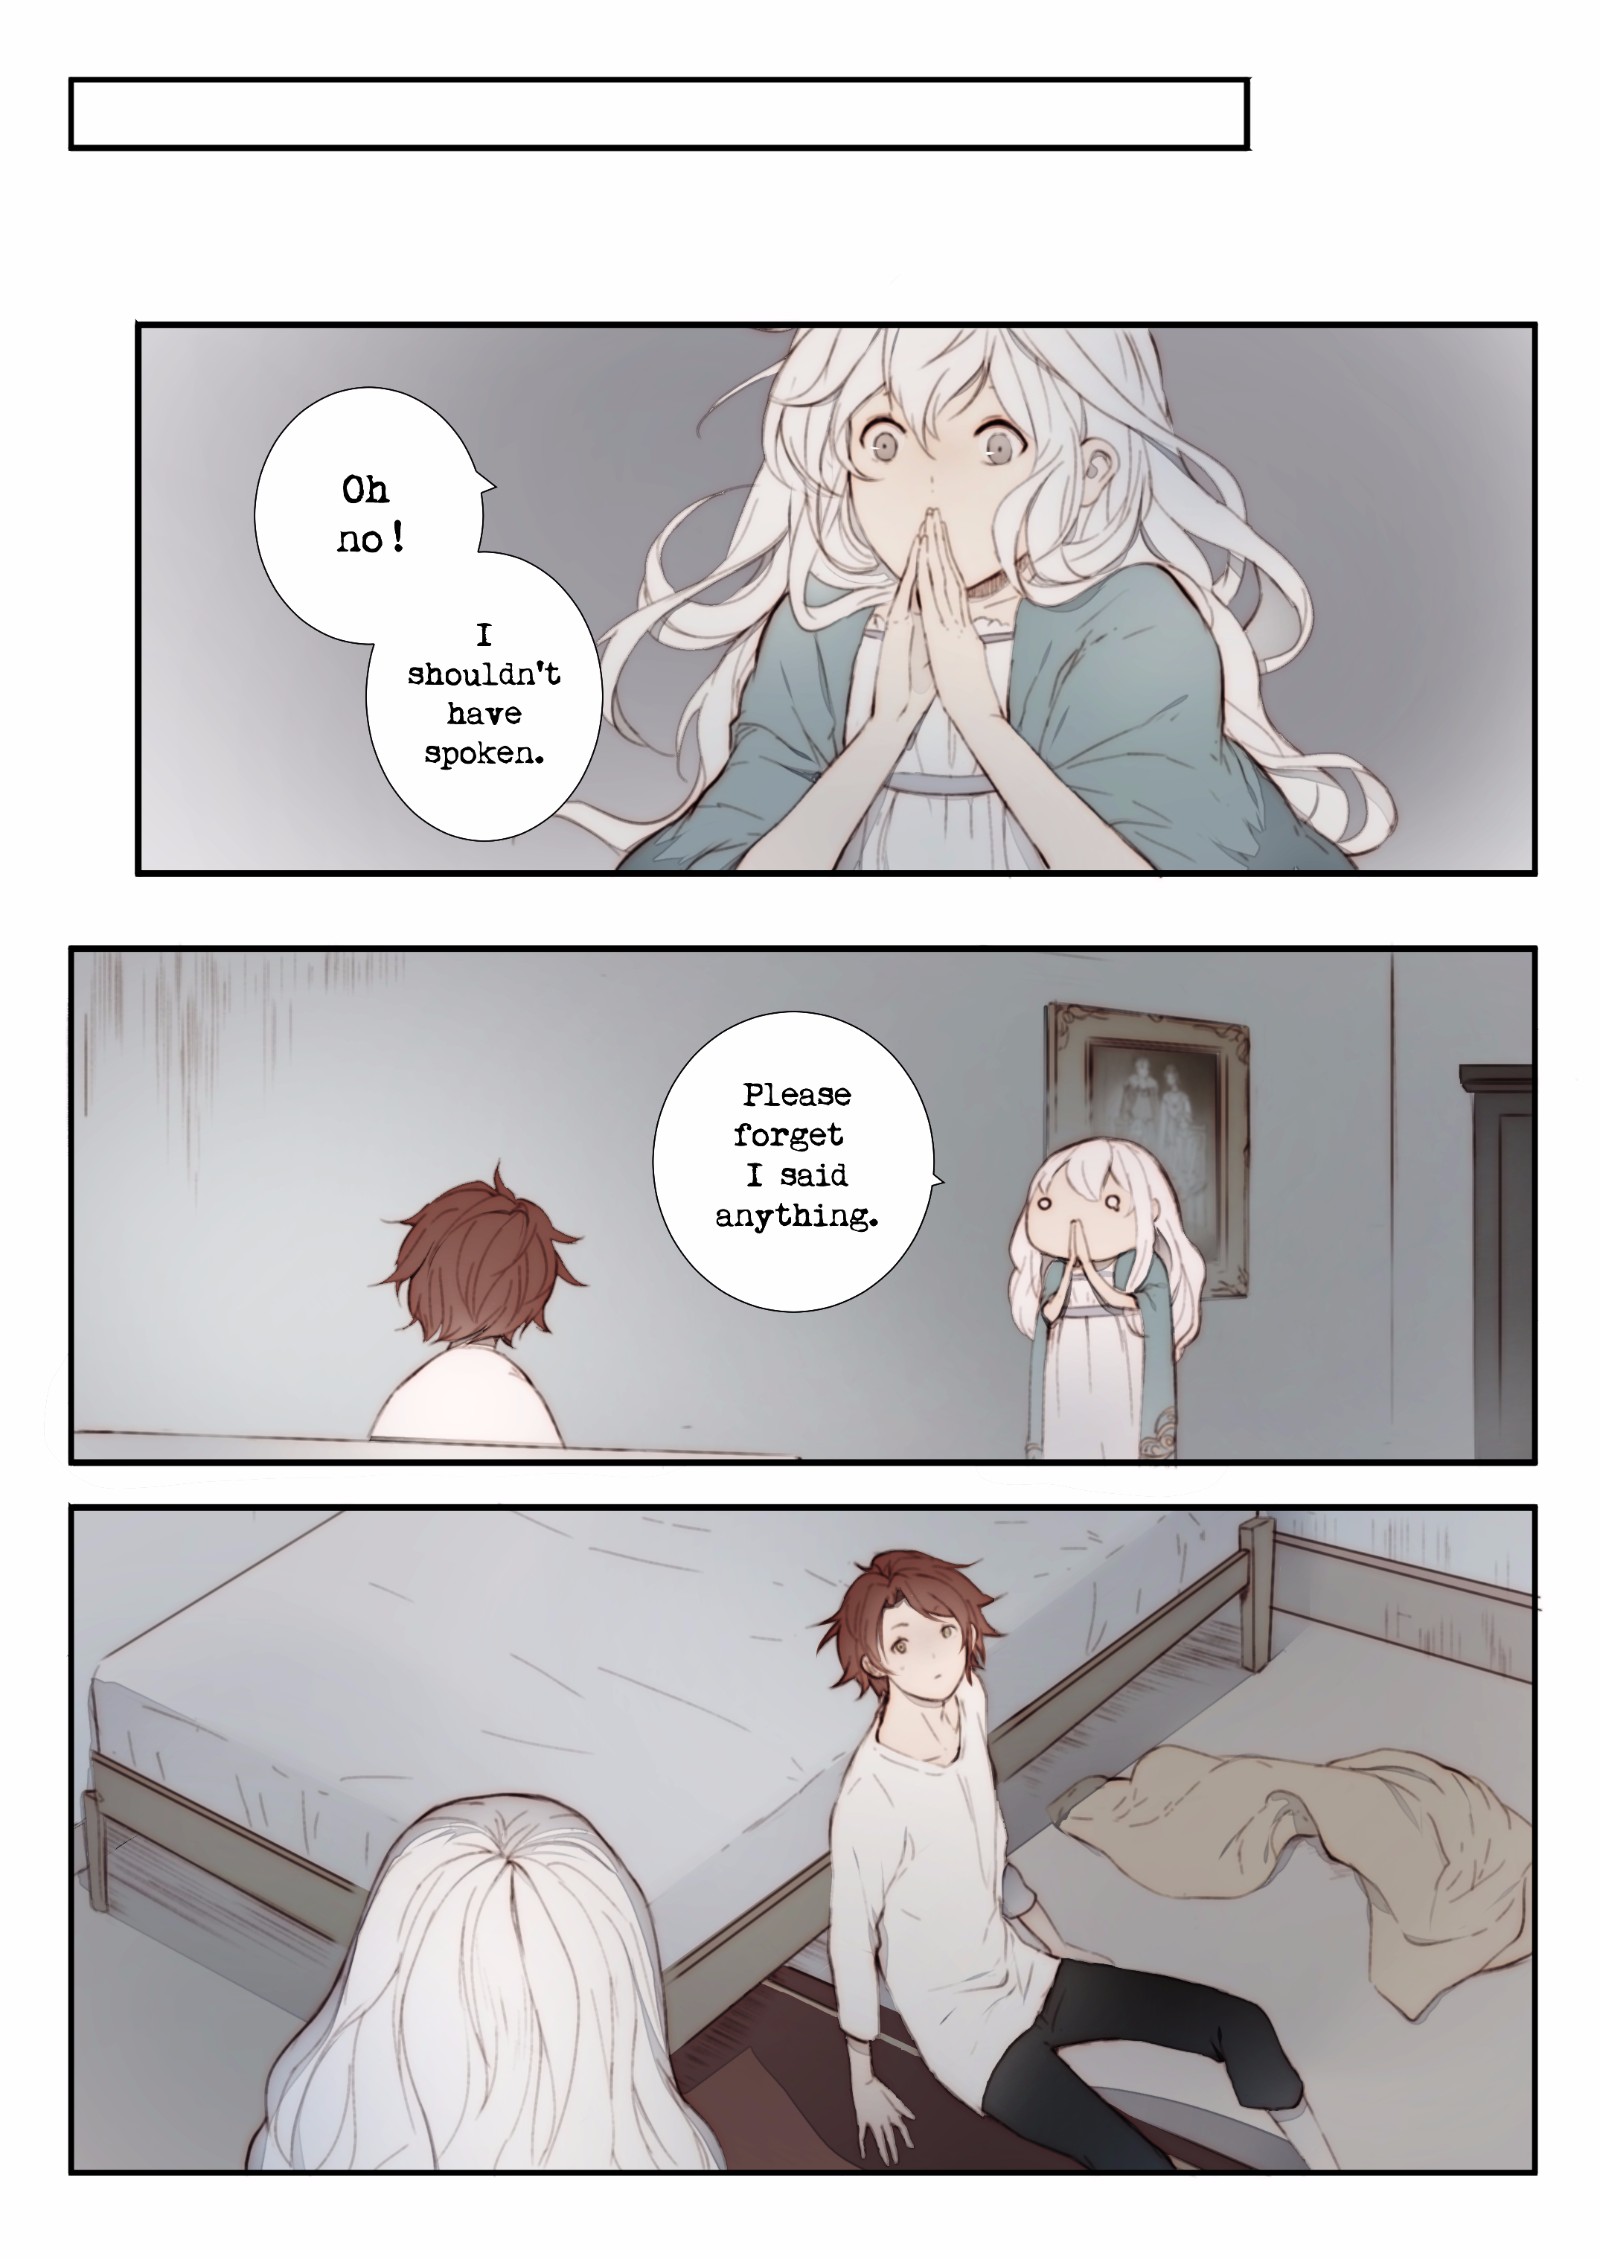 Oh
no!
I
shouldn't
have
spoken.
Please
forget
I said
anything.